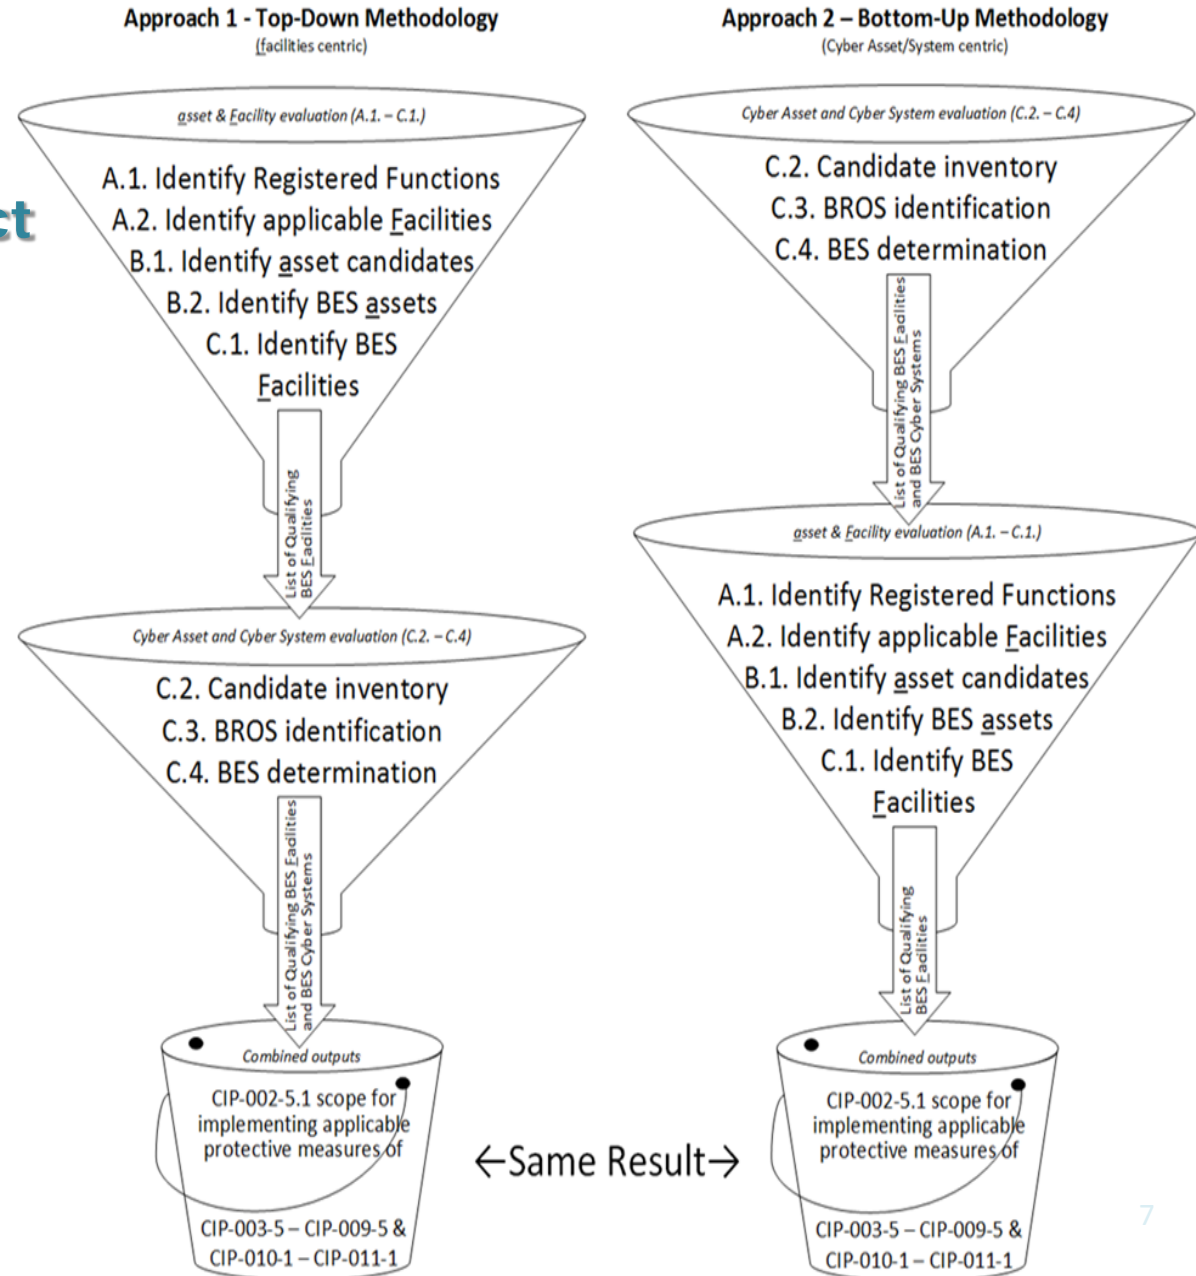 Approach 1 - Top-Down Methodology
(facilities centric)
asset & Facility evaluation (A.1. – C.1.)
A.1. Identify Registered Functions
A.2. Identify applicable Facilities
B.1. Identify asset candidates
B.2. Identify BES assets
C.1. Identify BES
Facilities
List of Qualifying
BES Facilities
Cyber Asset and Cyber System evaluation (C.2. – C.4)
C.2. Candidate inventory
C.3. BROS identification
C.4. BES determination
List of Qualifying BES Facilities
and BES Cyber Systems
Combined outputs
CIP-002-5.1 scope for
implementing applicable
protective measures of
CIP-003-5 – CIP-009-5 &
CIP-010-1 – CIP-011-1
Approach 2 – Bottom-Up Methodology
(Cyber Asset/System centric)
Cyber Asset and Cyber System evaluation (C.2. – C.4)
C.2. Candidate inventory
C.3. BROS identification
C.4. BES determination
List of Qualifying BES Facilities
and BES Cyber Systems
asset & Facility evaluation (A.1. – C.1.)
A.1. Identify Registered Functions
A.2. Identify applicable Facilities
B.1. Identify asset candidates
B.2. Identify BES assets
C.1. Identify BES
Facilities
List of Qualifying
BES Facilities
Combined outputs
CIP-002-5.1 scope for
implementing applicable
protective measures of
CIP-003-5 – CIP-009-5 &
CIP-010-1 – CIP-011-1
←Same Result→
ct
7